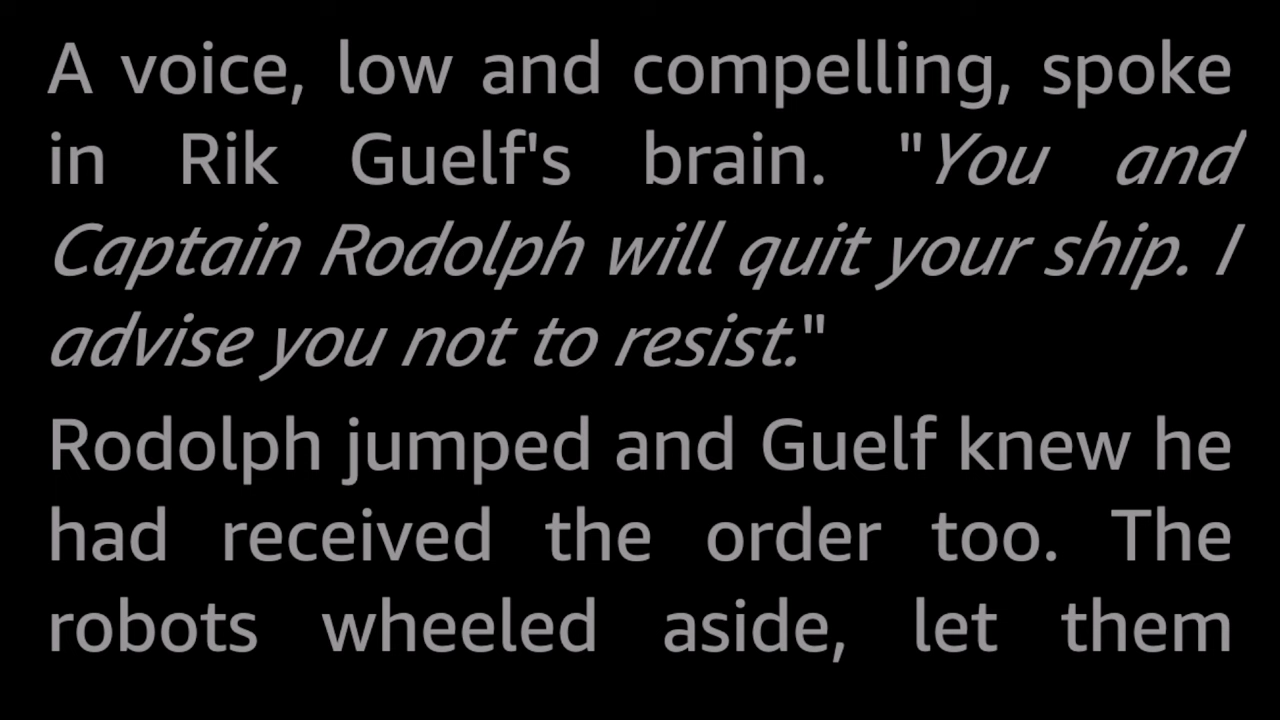 A voice, low and compelling, spoke
in Rik Guelf's brain. "You and
Captain Rodolph will quit your ship. I
advise you not to resist."
Rodolph jumped and Guelf knew he
had received the order too. The
robots wheeled aside, let them